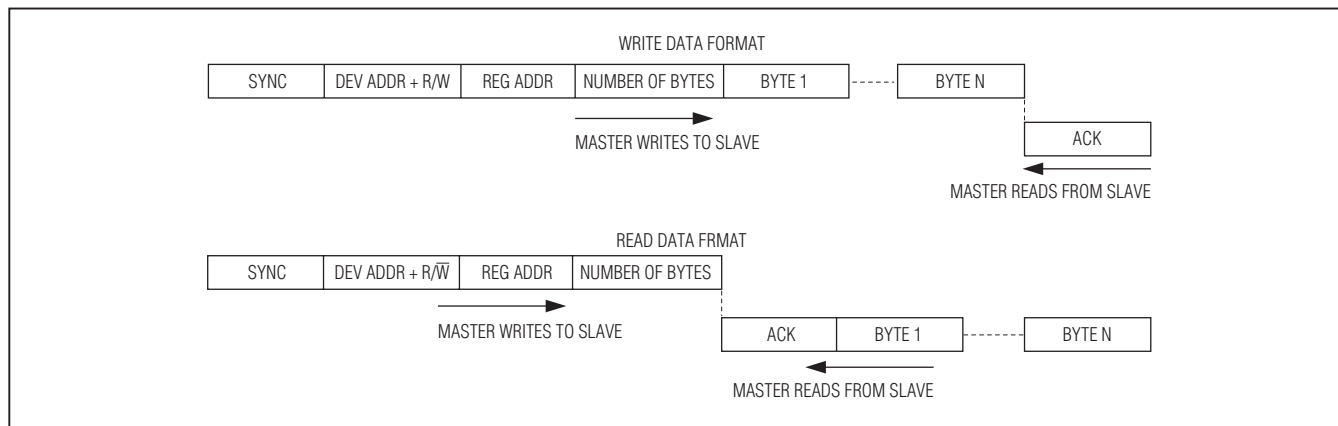 WRITE DATA FORMAT
SYNC DEV ADDR + R/W REG ADDR NUMBER OF BYTES BYTE 1 BYTE N
MASTER WRITES TO SLAVE
ACK
MASTER READS FROM SLAVE
READ DATA FRMAT
SYNC DEV ADDR + R/W̅ REG ADDR NUMBER OF BYTES
MASTER WRITES TO SLAVE
ACK BYTE 1 BYTE N
MASTER READS FROM SLAVE